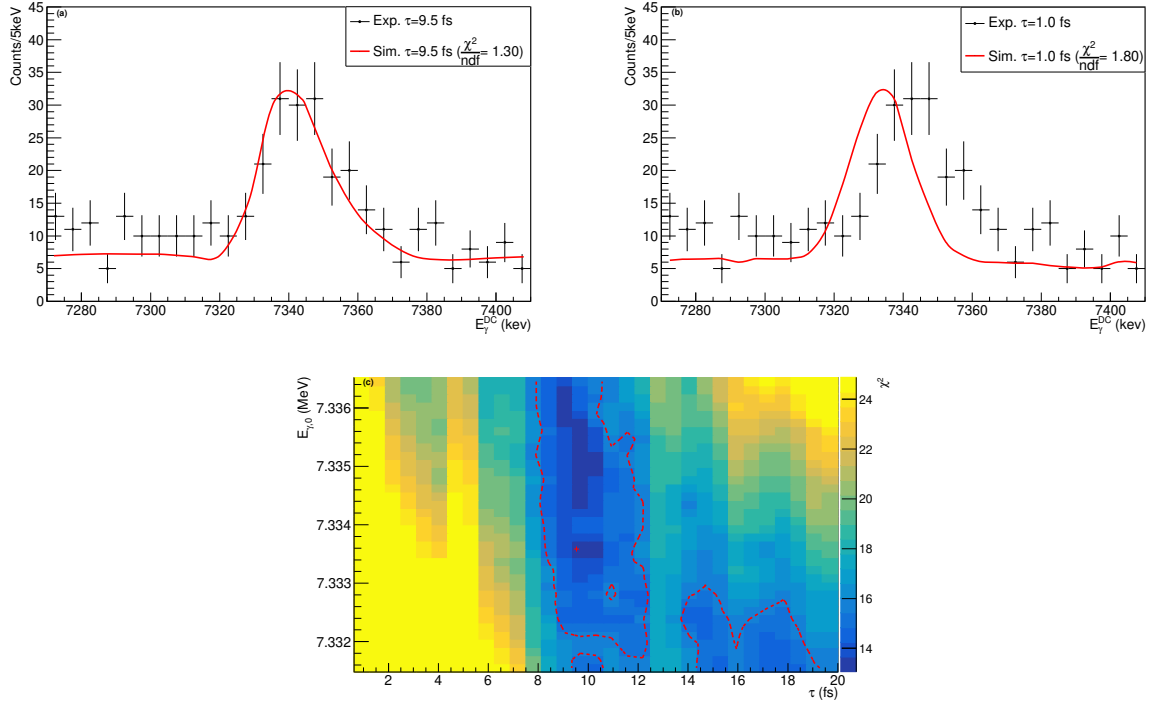 (a)
Exp. τ=9.5 fs
Sim. τ=9.5 fs (χ²/ndf = 1.30)
Counts/5keV
45
40
35
30
25
20
15
10
5
0
7280 7300 7320 7340 7360 7380 7400
E_γ^DC (kev)
(b)
Exp. τ=1.0 fs
Sim. τ=1.0 fs (χ²/ndf = 1.80)
Counts/5keV
45
40
35
30
25
20
15
10
5
0
7280 7300 7320 7340 7360 7380 7400
E_γ^DC (kev)
(c)
E_γ,0 (MeV)
7.336
7.335
7.334
7.333
7.332
2 4 6 8 10 12 14 16 18 20
τ (fs)
χ²
24
22
20
18
16
14